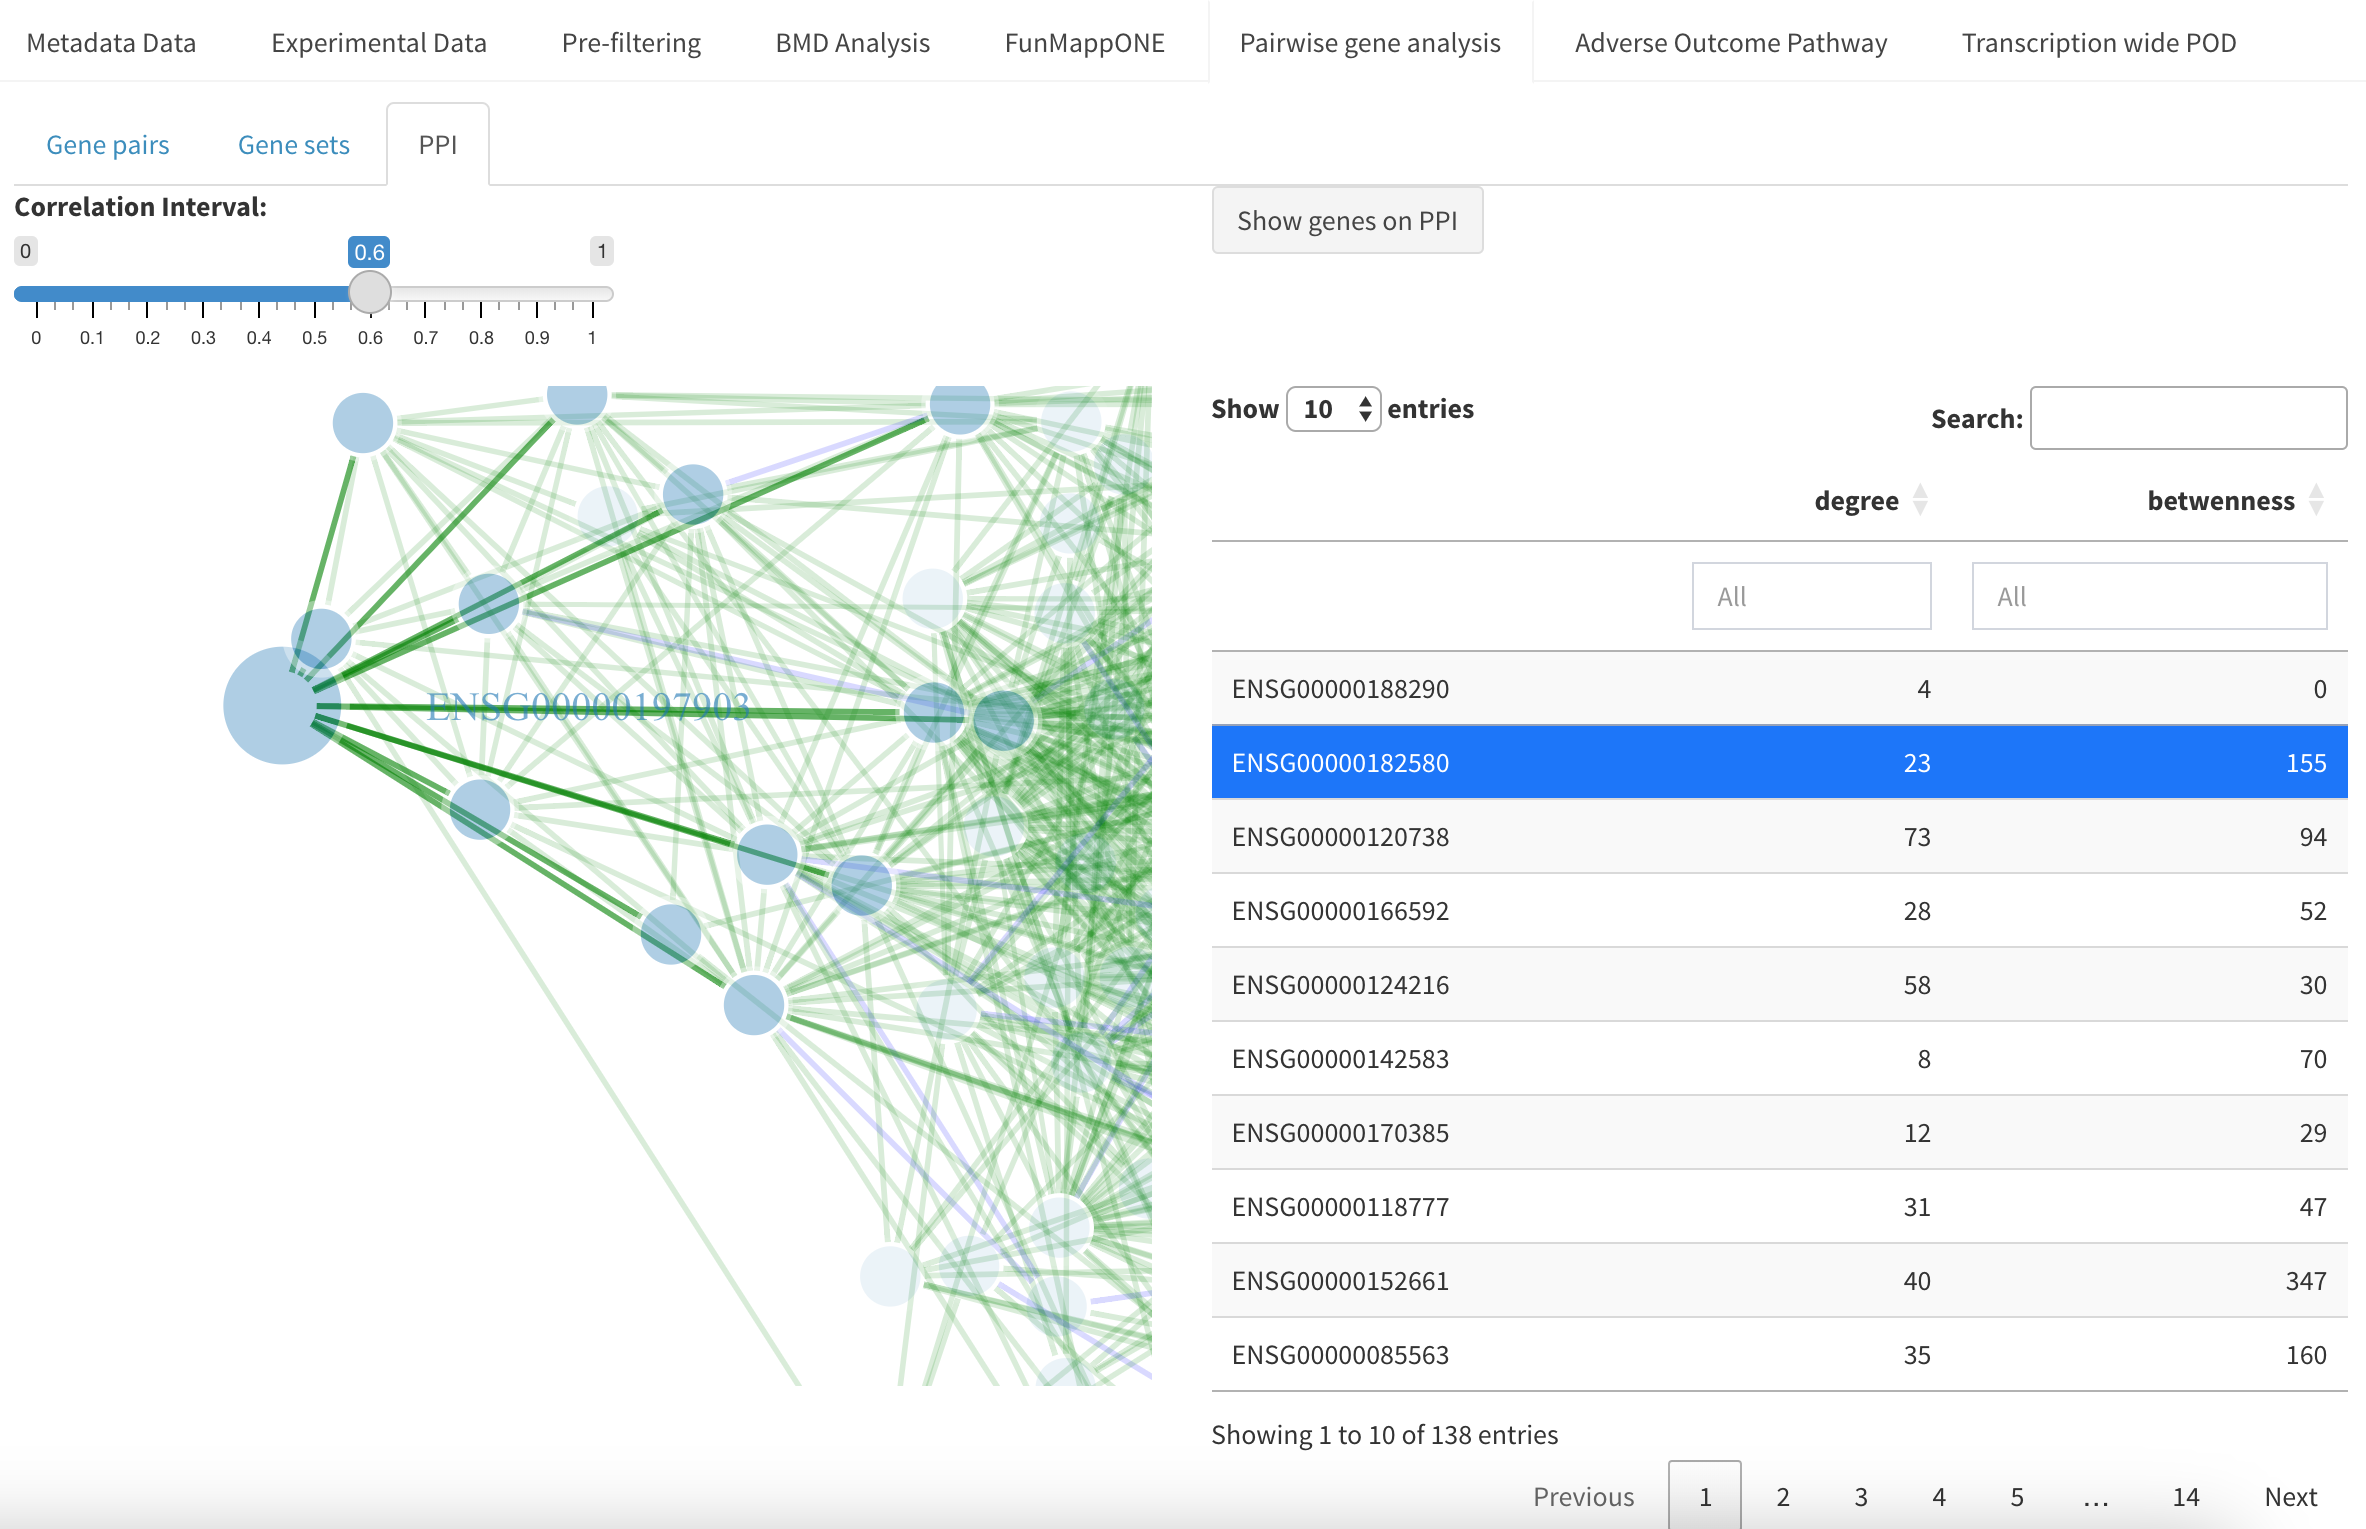 Metadata Data Experimental Data Pre-filtering BMD Analysis FunMappONE Pairwise gene analysis Adverse Outcome Pathway Transcription wide POD
Gene pairs Gene sets PPI
Correlation Interval:
0 0.6 1
0 0.1 0.2 0.3 0.4 0.5 0.6 0.7 0.8 0.9 1
ENSG00000197903
Show genes on PPI
Show 10 entries
Search:
degree betwenness
All All
ENSG00000188290 4 0
ENSG00000182580 23 155
ENSG00000120738 73 94
ENSG00000166592 28 52
ENSG00000124216 58 30
ENSG00000142583 8 70
ENSG00000170385 12 29
ENSG00000118777 31 47
ENSG00000152661 40 347
ENSG00000085563 35 160
Showing 1 to 10 of 138 entries
Previous 1 2 3 4 5 … 14 Next